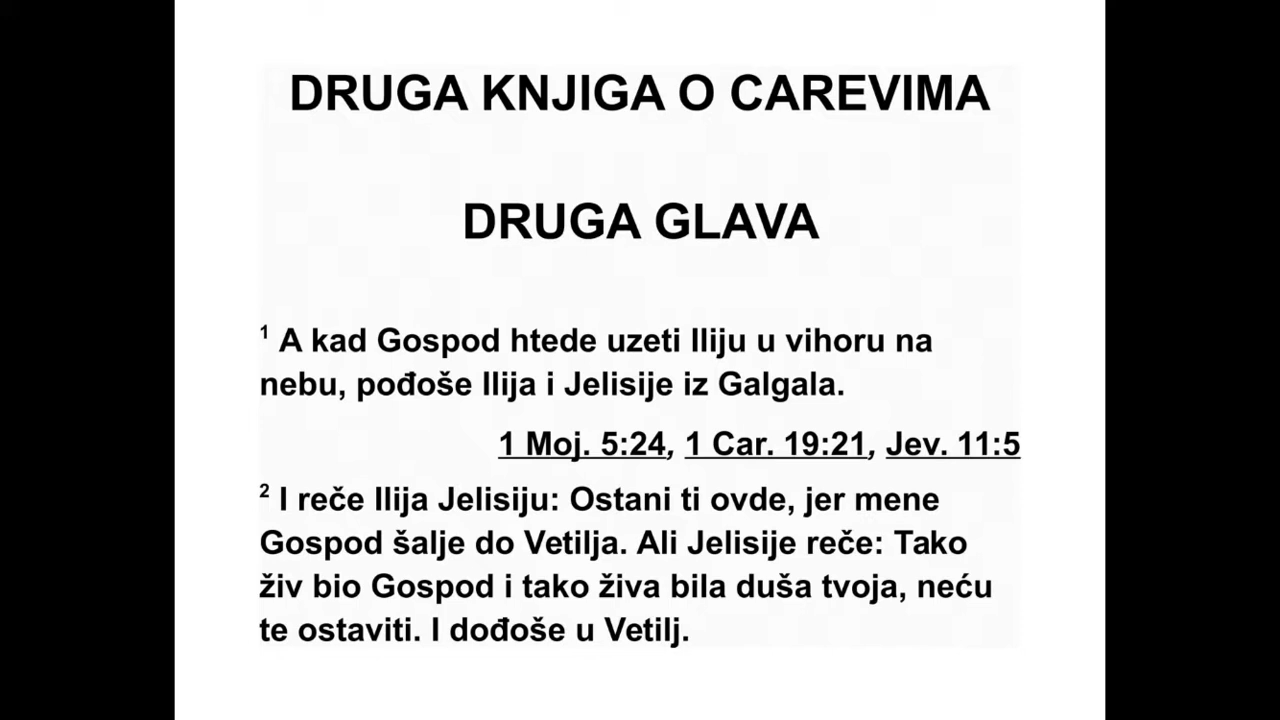 DRUGA KNJIGA O CAREVIMA
DRUGA GLAVA
1 A kad Gospod htede uzeti Iliju u vihoru na
nebu, pođoše Ilija i Jelisije iz Galgala.
1 Moj. 5:24, 1 Car. 19:21, Jev. 11:5
2 I reče Ilija Jelisiju: Ostani ti ovde, jer mene
Gospod šalje do Vetilja. Ali Jelisije reče: Tako
živ bio Gospod i tako živa bila duša tvoja, neću
te ostaviti. I dođoše u Vetilj.